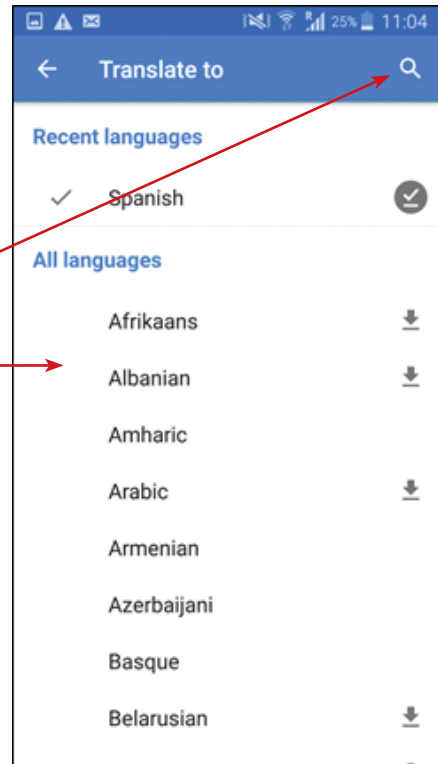 25% 11:04
Translate to
Recent languages
Spanish
All languages
Afrikaans
Albanian
Amharic
Arabic
Armenian
Azerbaijani
Basque
Belarusian